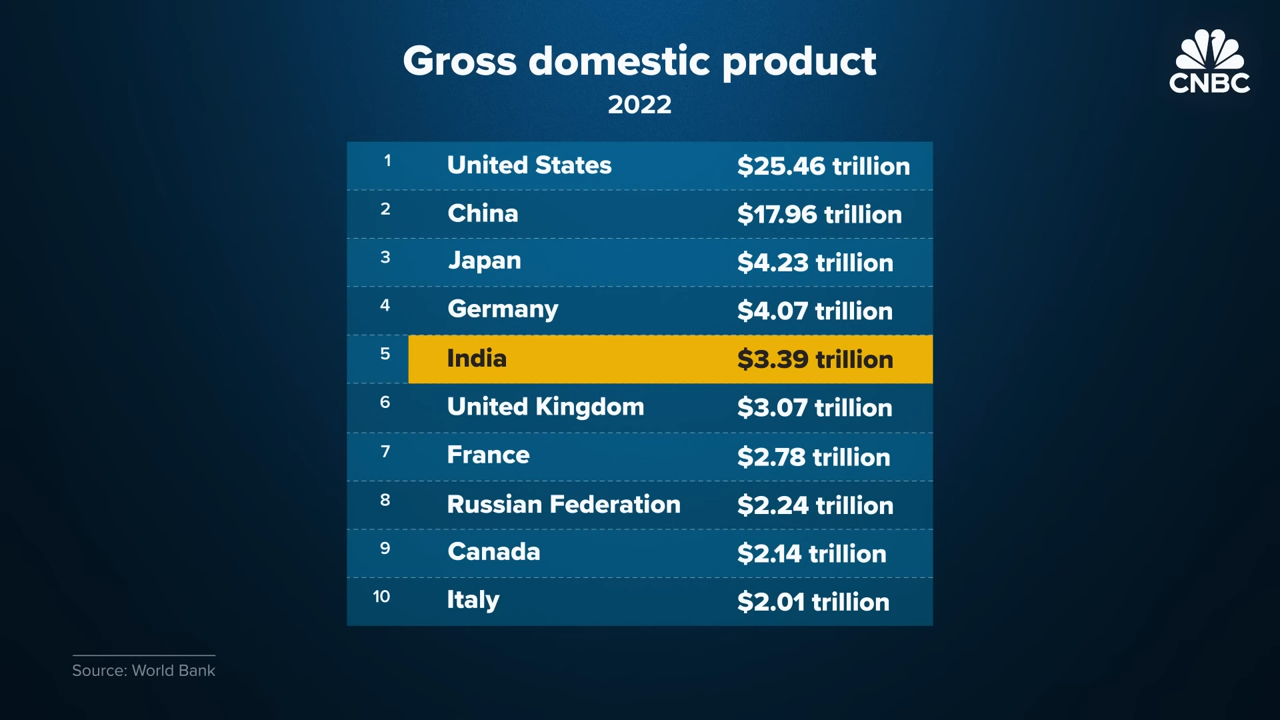 Gross domestic product
CNBC
2022
1 United States $25.46 trillion
2 China $17.96 trillion
3 Japan $4.23 trillion
4 Germany $4.07 trillion
5 India $3.39 trillion
6 United Kingdom $3.07 trillion
7 France $2.78 trillion
8 Russian Federation $2.24 trillion
9 Canada $2.14 trillion
10 Italy $2.01 trillion
Source: World Bank